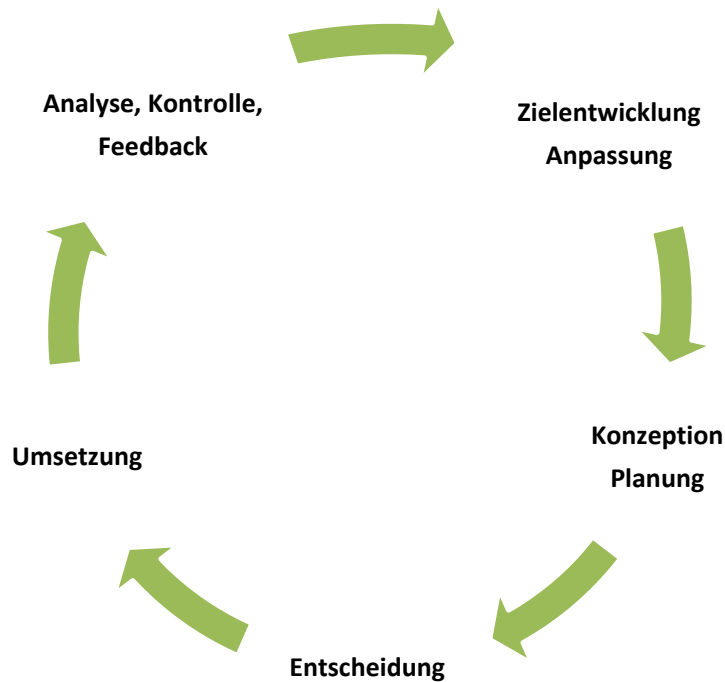 Analyse, Kontrolle,
Feedback
Zielentwicklung
Anpassung
Konzeption
Planung
Entscheidung
Umsetzung